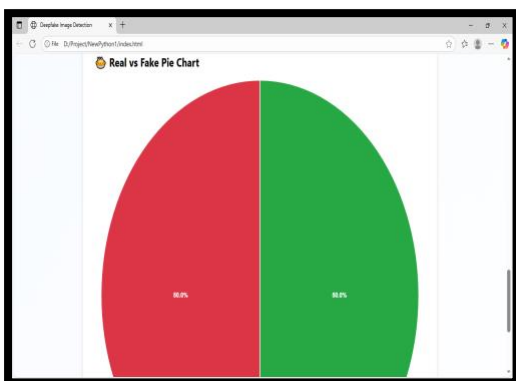 Deepfake Image Detection
File D:/Project/NewPython1/index.html
Real vs Fake Pie Chart